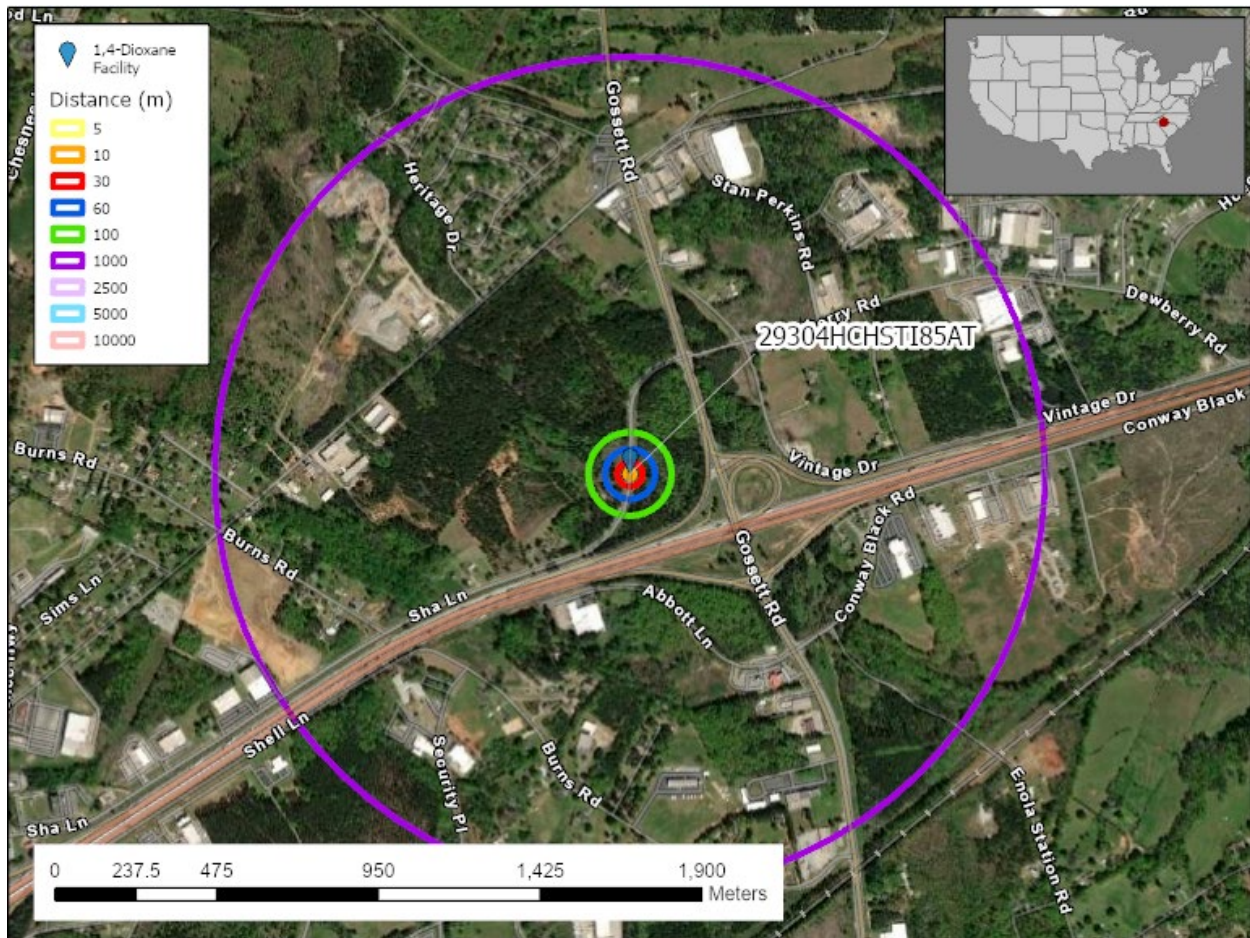 1,4-Dioxane
Facility
Distance (m)
5
10
30
60
100
1000
2500
5000
10000
Gossett Rd
Heritage Dr
Stan Perkins Rd
29304HCHSTI85AT
Dewberry Rd
Vintage Dr
Conway Black
Vintage Dr
Conway Black Rd
Gossett Rd
Abbott Ln
Burns Rd
Burns Rd
Sims Ln
Sha Ln
Shell Ln
Sha Ln
Security Pl
Burns Rd
Enola Station Rd
0 237.5 475 950 1,425 1,900
Meters